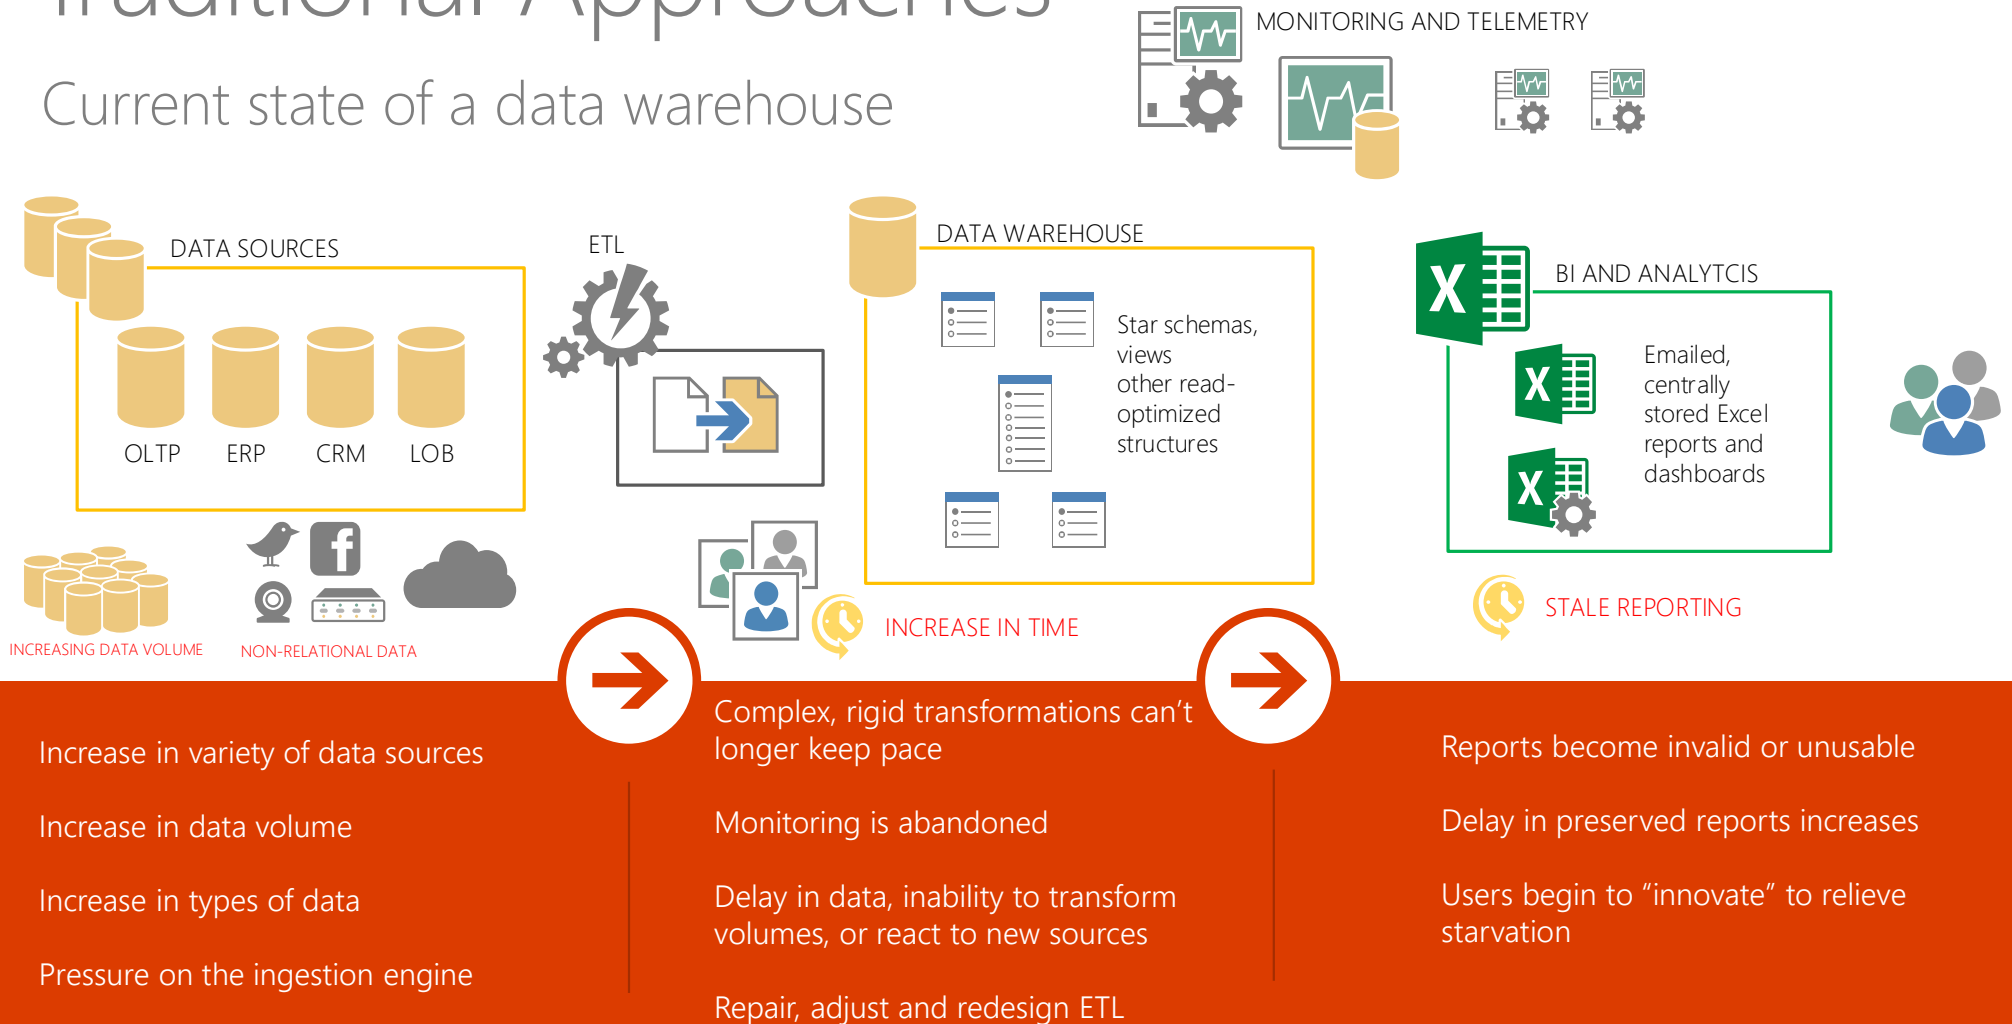 Traditional Approaches
Current state of a data warehouse
MONITORING AND TELEMETRY
DATA SOURCES
OLTP
ERP
CRM
LOB
INCREASING DATA VOLUME
NON-RELATIONAL DATA
ETL
DATA WAREHOUSE
Star schemas,
views
other read-
optimized
structures
INCREASE IN TIME
BI AND ANALYTCIS
Emailed,
centrally
stored Excel
reports and
dashboards
STALE REPORTING
Increase in variety of data sources
Increase in data volume
Increase in types of data
Pressure on the ingestion engine
Complex, rigid transformations can't
longer keep pace
Monitoring is abandoned
Delay in data, inability to transform
volumes, or react to new sources
Repair, adjust and redesign ETL
Reports become invalid or unusable
Delay in preserved reports increases
Users begin to “innovate” to relieve
starvation